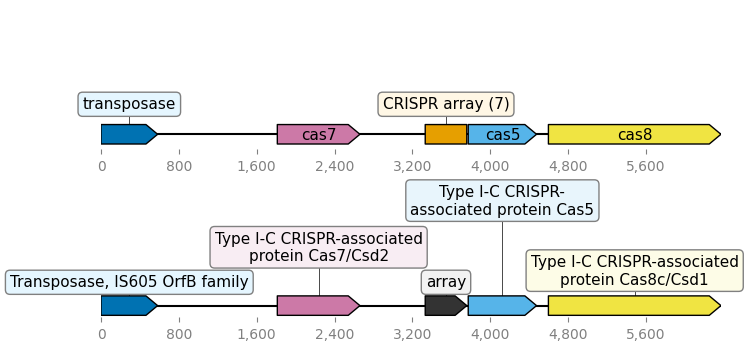 transposase
CRISPR array (7)
cas7
cas5
cas8
0 800 1,600 2,400 3,200 4,000 4,800 5,600
Type I-C CRISPR-
associated protein Cas5
Type I-C CRISPR-associated
protein Cas7/Csd2
Type I-C CRISPR-associated
protein Cas8c/Csd1
Transposase, IS605 OrfB family
array
0 800 1,600 2,400 3,200 4,000 4,800 5,600